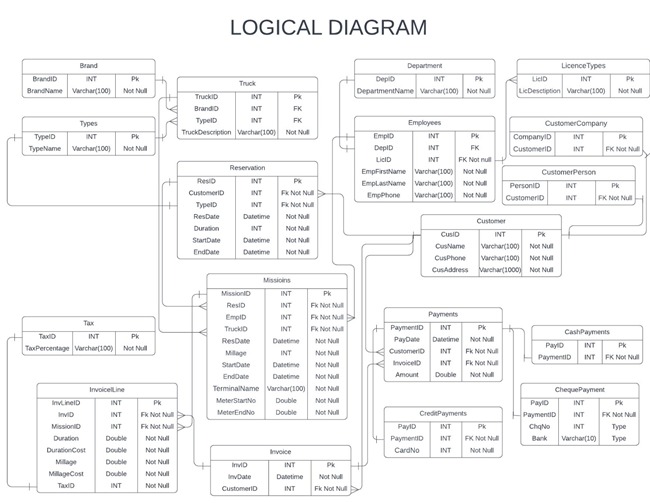 LOGICAL DIAGRAM
Brand
BrandID INT Pk
BrandName Varchar(100) Not Null
Truck
TruckID INT Pk
BrandID INT FK
TypeID INT FK
TruckDescription Varchar(100) Not Null
Department
DepID INT Pk
DepartmentName Varchar(100) Not Null
LicenceTypes
LicID INT Pk
LicDesctiption Varchar(100) Not Null
Types
TypeID INT Pk
TypeName Varchar(100) Not Null
Employees
EmpID INT Pk
DepID INT FK
LicID INT FK Not null
EmpFirstName Varchar(100) Not Null
EmpLastName Varchar(100) Not Null
EmpPhone Varchar(100) Not Null
CustomerCompany
CompanyID INT Pk
CustomerID INT FK Not Null
CustomerPerson
PersonID INT Pk
CustomerID INT FK Not Null
Reservation
ResID INT Pk
CustomerID INT Fk Not Null
TypeID INT Fk Not Null
ResDate Datetime Not Null
Duration INT Not Null
StartDate Datetime Not Null
EndDate Datetime Not Null
Customer
CusID INT Pk
CusName Varchar(100) Not Null
CusPhone Varchar(100) Not Null
CusAddress Varchar(1000) Not Null
Missioins
MissionID INT Pk
ResID INT Fk Not Null
EmpID INT Fk Not Null
TruckID INT Fk Not Null
ResDate Datetime Not Null
Millage INT Not Null
StartDate Datetime Not Null
EndDate Datetime Not Null
TerminalName Varchar(100) Not Null
MeterStartNo Double Not Null
MeterEndNo Double Not Null
Tax
TaxID INT Pk
TaxPercentage Varchar(100) Not Null
Payments
PaymentID INT Pk
PayDate Datetime Not Null
CustomerID INT Fk Not Null
InvoiceID INT Fk Not Null
Amount Double Not Null
CashPayments
PayID INT Pk
PaymentID INT FK Not Null
InvoiceLine
InvLineID INT Pk
InvID INT Fk Not Null
MissionID INT Fk Not Null
Duration Double Not Null
DurationCost Double Not Null
Millage Double Not Null
MillageCost Double Not Null
TaxID INT Fk Not Null
ChequePayment
PayID INT Pk
PaymentID INT FK Not Null
ChqNo INT Type
Bank Varchar(10) Type
CreditPayments
PayID INT Pk
PaymentID INT FK Not Null
CardNo INT Not Null
Invoice
InvID INT Pk
InvDate Datetime Not Null
CustomerID INT Fk Not Null